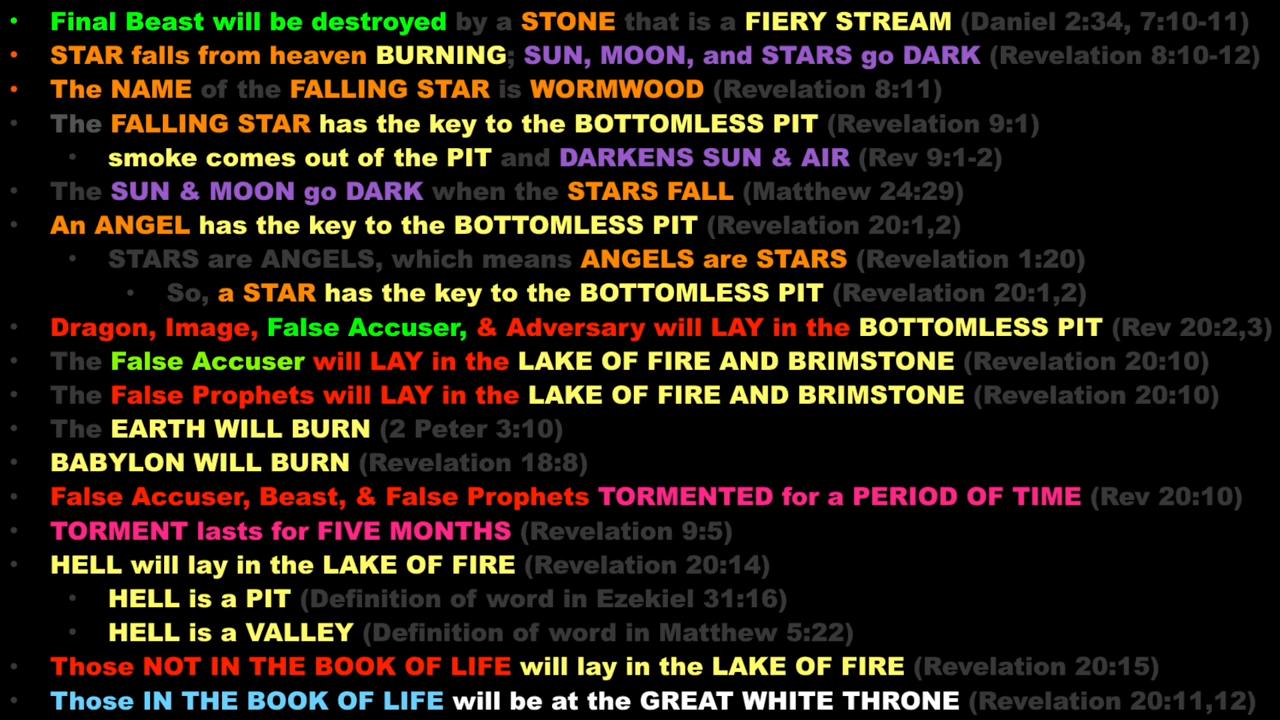 • Final Beast will be destroyed by a STONE that is a FIERY STREAM (Daniel 2:34, 7:10-11)
• STAR falls from heaven BURNING; SUN, MOON, and STARS go DARK (Revelation 8:10-12)
• The NAME of the FALLING STAR is WORMWOOD (Revelation 8:11)
• The FALLING STAR has the key to the BOTTOMLESS PIT (Revelation 9:1)
• smoke comes out of the PIT and DARKENS SUN & AIR (Rev 9:1-2)
• The SUN & MOON go DARK when the STARS FALL (Matthew 24:29)
• An ANGEL has the key to the BOTTOMLESS PIT (Revelation 20:1,2)
• STARS are ANGELS, which means ANGELS are STARS (Revelation 1:20)
• So, a STAR has the key to the BOTTOMLESS PIT (Revelation 20:1,2)
• Dragon, Image, False Accuser, & Adversary will LAY in the BOTTOMLESS PIT (Rev 20:2,3)
• The False Accuser will LAY in the LAKE OF FIRE AND BRIMSTONE (Revelation 20:10)
• The False Prophets will LAY in the LAKE OF FIRE AND BRIMSTONE (Revelation 20:10)
• The EARTH WILL BURN (2 Peter 3:10)
• BABYLON WILL BURN (Revelation 18:8)
• False Accuser, Beast, & False Prophets TORMENTED for a PERIOD OF TIME (Rev 20:10)
• TORMENT lasts for FIVE MONTHS (Revelation 9:5)
• HELL will lay in the LAKE OF FIRE (Revelation 20:14)
• HELL is a PIT (Definition of word in Ezekiel 31:16)
• HELL is a VALLEY (Definition of word in Matthew 5:22)
• Those NOT IN THE BOOK OF LIFE will lay in the LAKE OF FIRE (Revelation 20:15)
• Those IN THE BOOK OF LIFE will be at the GREAT WHITE THRONE (Revelation 20:11,12)